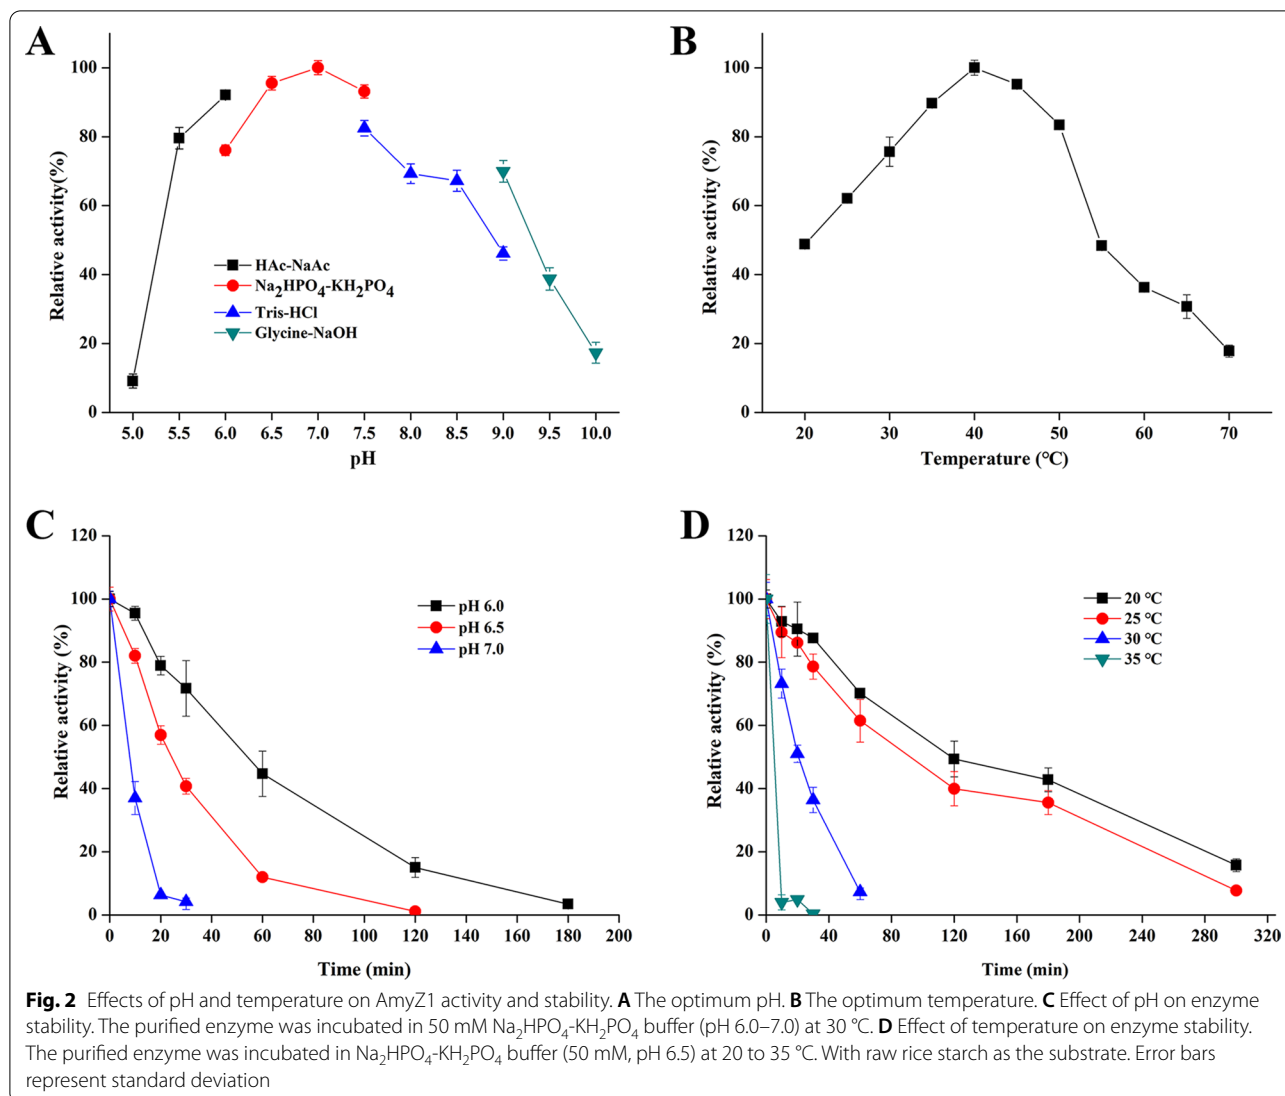 A
Relative activity(%)
100
80
60
40
20
0
HAc-NaAc
Na₂HPO₄-KH₂PO₄
Tris-HCl
Glycine-NaOH
5.0 5.5 6.0 6.5 7.0 7.5 8.0 8.5 9.0 9.5 10.0
pH
B
Relative activity (%)
100
80
60
40
20
0
20 30 40 50 60 70
Temperature (°C)
C
Relative activity (%)
120
100
80
60
40
20
0
pH 6.0
pH 6.5
pH 7.0
0 20 40 60 80 100 120 140 160 180 200
Time (min)
D
Relative activity (%)
120
100
80
60
40
20
0
20 °C
25 °C
30 °C
35 °C
0 40 80 120 160 200 240 280 320
Time (min)
Fig. 2 Effects of pH and temperature on AmyZ1 activity and stability. A The optimum pH. B The optimum temperature. C Effect of pH on enzyme
stability. The purified enzyme was incubated in 50 mM Na₂HPO₄-KH₂PO₄ buffer (pH 6.0–7.0) at 30 °C. D Effect of temperature on enzyme stability.
The purified enzyme was incubated in Na₂HPO₄-KH₂PO₄ buffer (50 mM, pH 6.5) at 20 to 35 °C. With raw rice starch as the substrate. Error bars
represent standard deviation